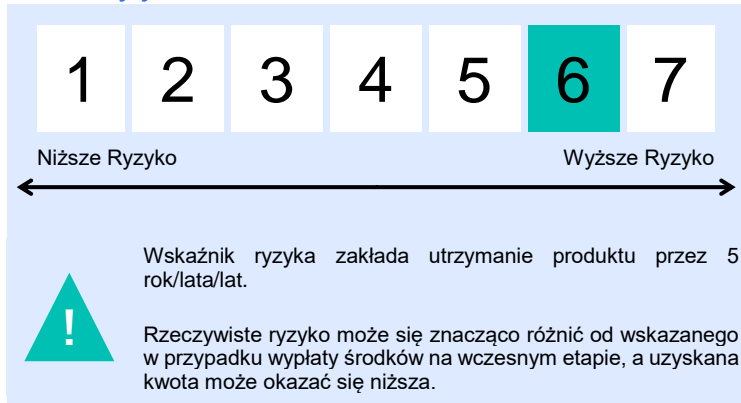 1 2 3 4 5 6 7
Niższe Ryzyko Wyższe Ryzyko
Wskaźnik ryzyka zakłada utrzymanie produktu przez 5
rok/lata/lat.
!
Rzeczywiste ryzyko może się znacząco różnić od wskazanego
w przypadku wypłaty środków na wczesnym etapie, a uzyskana
kwota może okazać się niższa.